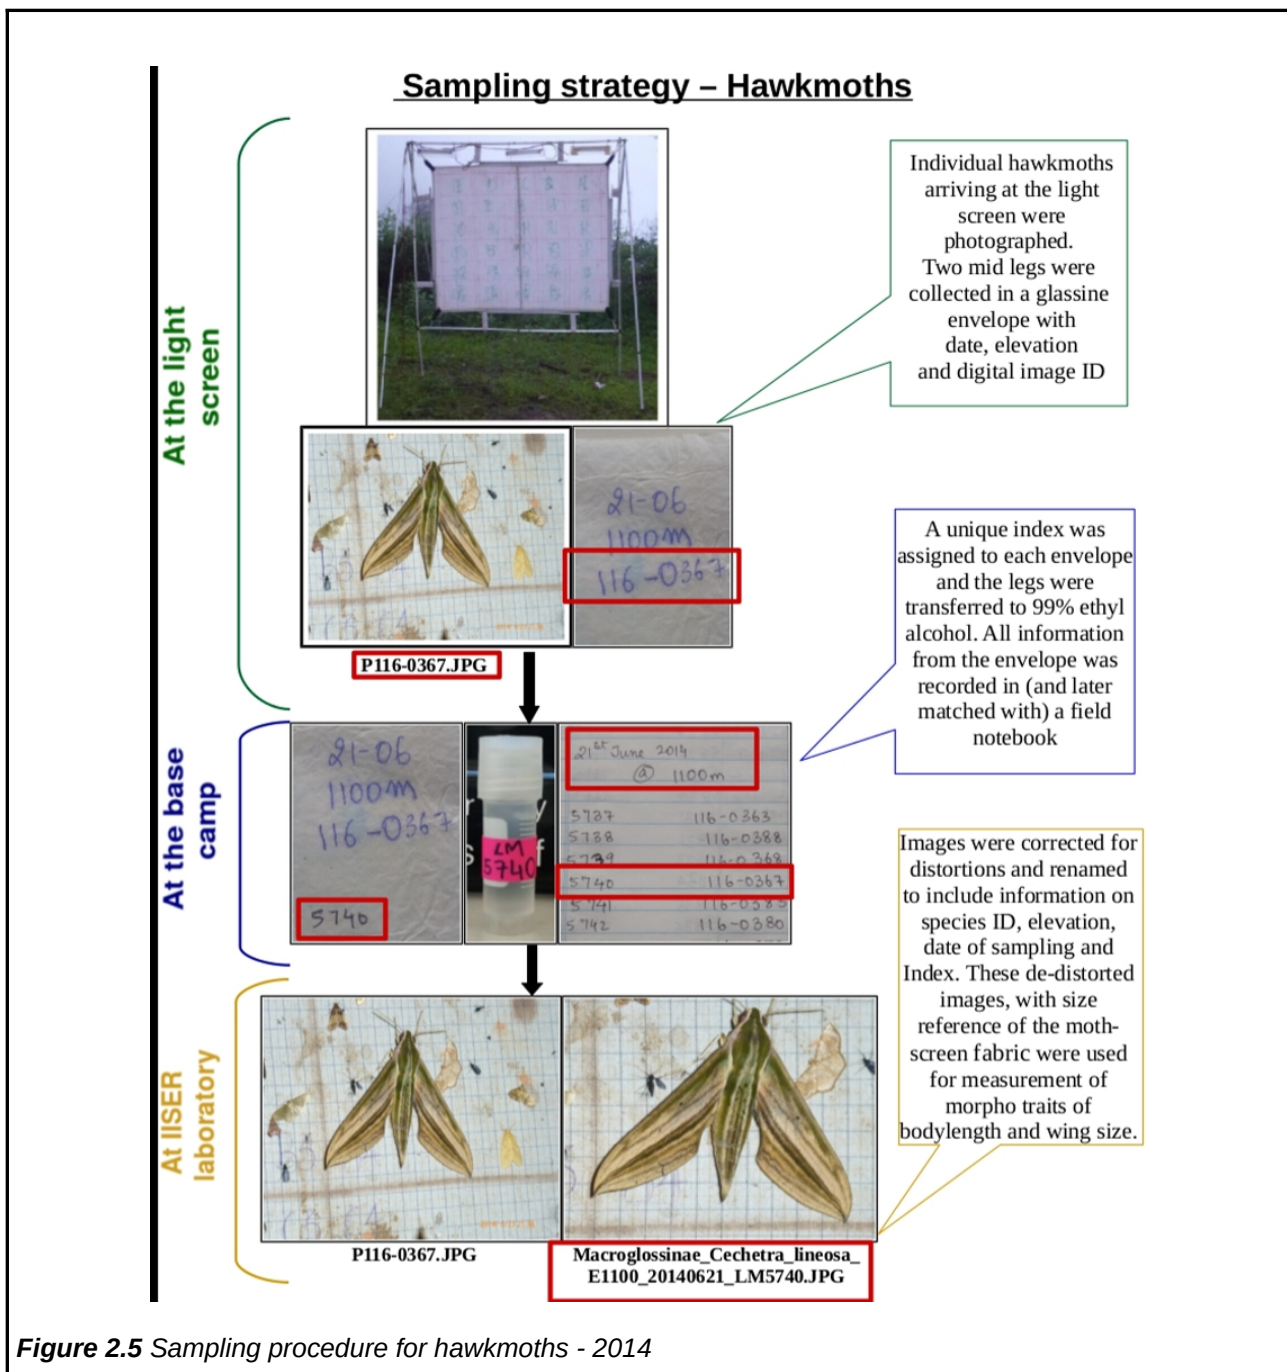 Sampling strategy – Hawkmoths
At the light
screen
Individual hawkmoths
arriving at the light
screen were
photographed.
Two mid legs were
collected in a glassine
envelope with
date, elevation
and digital image ID
21-06
1100m
116-0367
P116-0367.JPG
At the base
camp
A unique index was
assigned to each envelope
and the legs were
transferred to 99% ethyl
alcohol. All information
from the envelope was
recorded in (and later
matched with) a field
notebook
21-06
1100m
116-0367
5740
LM
5740
21st June 2014
@ 1100m
5737 116-0363
5738 116-0388
5739 116-0368
5740 116-0367
5741 116-0385
5742 116-0380
At IISER
laboratory
Images were corrected for
distortions and renamed
to include information on
species ID, elevation,
date of sampling and
Index. These de-distorted
images, with size
reference of the moth-
screen fabric were used
for measurement of
morpho traits of
bodylength and wing size.
P116-0367.JPG
Macroglossinae_Cechetra_lineosa_
E1100_20140621_LM5740.JPG
Figure 2.5 Sampling procedure for hawkmoths - 2014